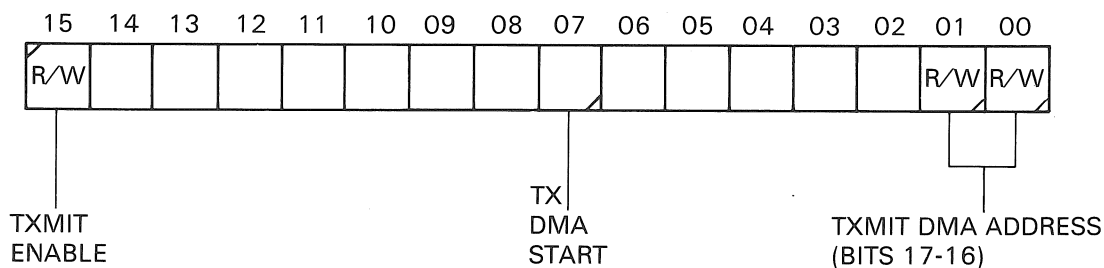 15 14 13 12 11 10 09 08 07 06 05 04 03 02 01 00
R/W R/W R/W
TXMIT
ENABLE
TX
DMA
START
TXMIT DMA ADDRESS
(BITS 17-16)